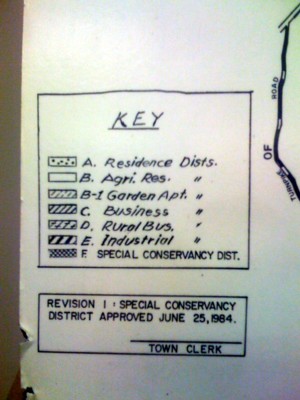 KEY
A. Residence Dists.
B. Agri. Res. "
B-1 Garden Apt. "
C. Business "
D. Rural Bus. "
E. Industrial "
F. SPECIAL CONSERVANCY DIST.
REVISION 1: SPECIAL CONSERVANCY
DISTRICT APPROVED JUNE 25, 1984.
TOWN CLERK
OF
ROAD
TURNPIKE